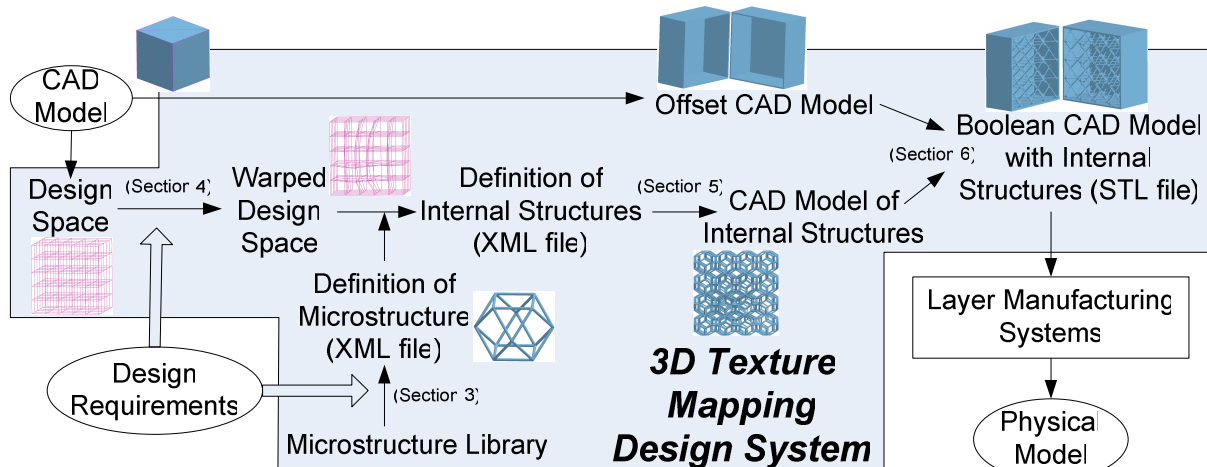 CAD
Model
Offset CAD Model
Boolean CAD Model
with Internal
Structures (STL file)
(Section 6)
Design
Space
(Section 4)
Warped
Design
Space
Definition of
Internal Structures
(XML file)
(Section 5)
CAD Model of
Internal Structures
Definition of
Microstructure
(XML file)
Layer Manufacturing
Systems
Design
Requirements
(Section 3)
Microstructure Library
3D Texture
Mapping
Design System
Physical
Model